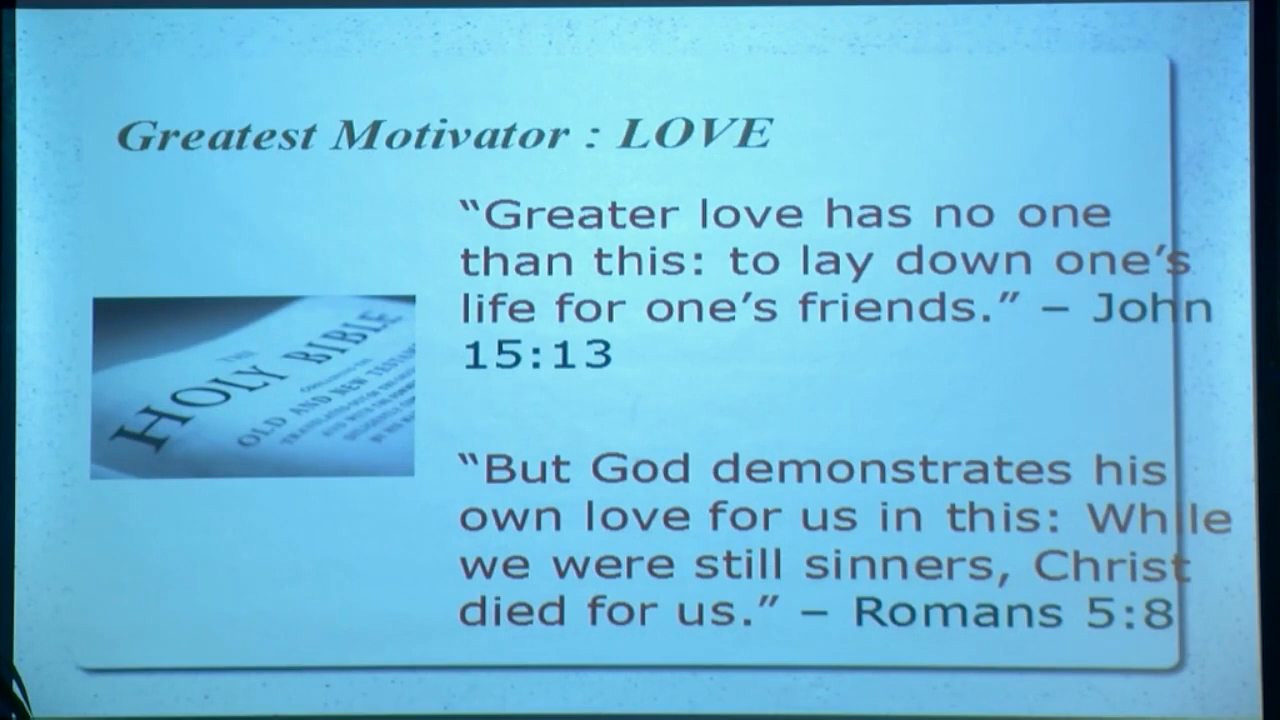 Greatest Motivator : LOVE
“Greater love has no one
than this: to lay down one’s
life for one’s friends.” – John
15:13
THE
HOLY BIBLE
OLD AND NEW
“But God demonstrates his
own love for us in this: While
we were still sinners, Christ
died for us.” – Romans 5:8